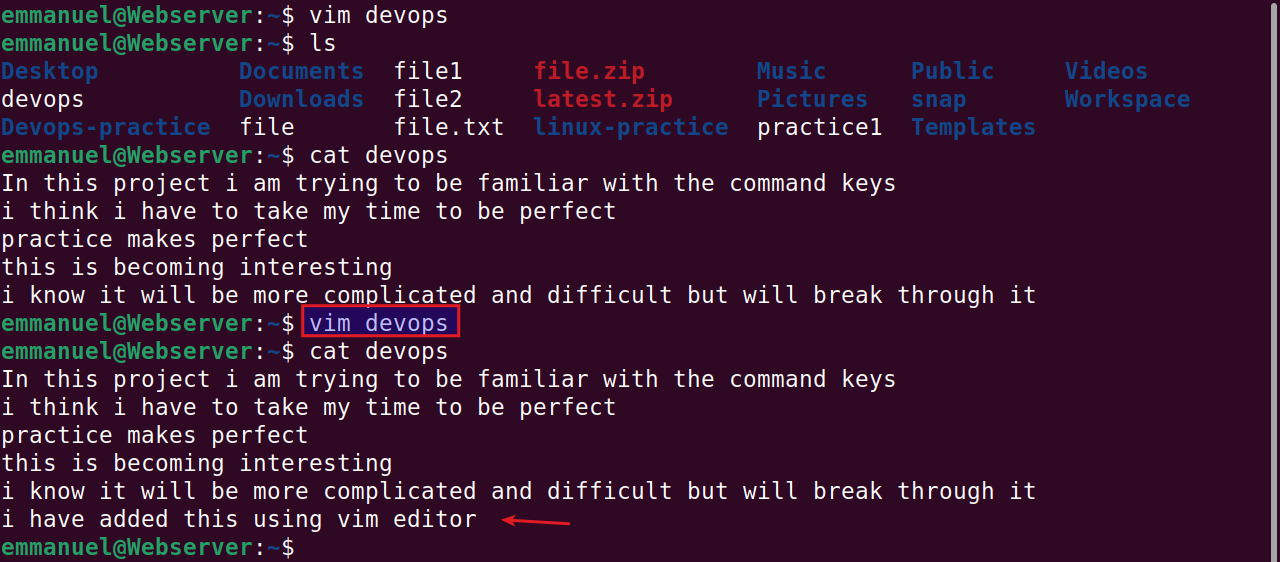 emmanuel@Webserver:~$ vim devops
emmanuel@Webserver:~$ ls
Desktop Documents file1 file.zip Music Public Videos
devops Downloads file2 latest.zip Pictures snap Workspace
Devops-practice file file.txt linux-practice practice1 Templates
emmanuel@Webserver:~$ cat devops
In this project i am trying to be familiar with the command keys
i think i have to take my time to be perfect
practice makes perfect
this is becoming interesting
i know it will be more complicated and difficult but will break through it
emmanuel@Webserver:~$ vim devops
emmanuel@Webserver:~$ cat devops
In this project i am trying to be familiar with the command keys
i think i have to take my time to be perfect
practice makes perfect
this is becoming interesting
i know it will be more complicated and difficult but will break through it
i have added this using vim editor
emmanuel@Webserver:~$